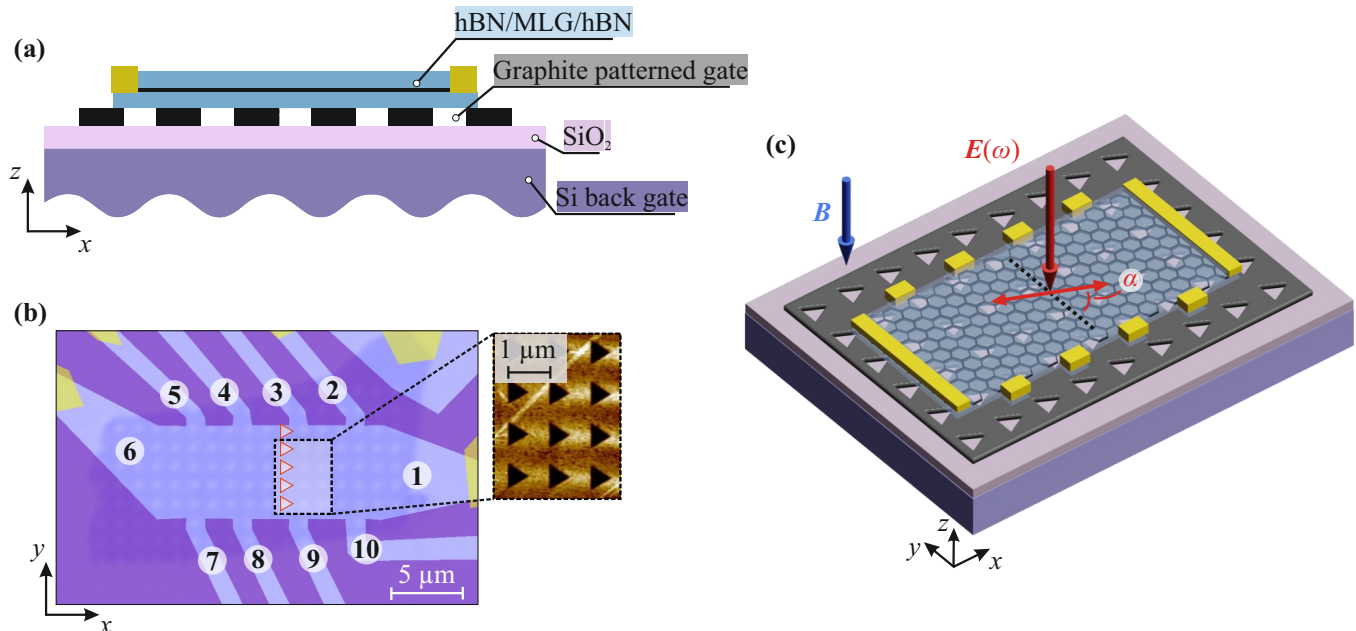 (a)
hBN/MLG/hBN
Graphite patterned gate
SiO2
Si back gate
z
x
(b)
1 μm
5
4
3
2
6
1
7
8
9
10
5 μm
y
x
(c)
E(ω)
B
α
z
y
x